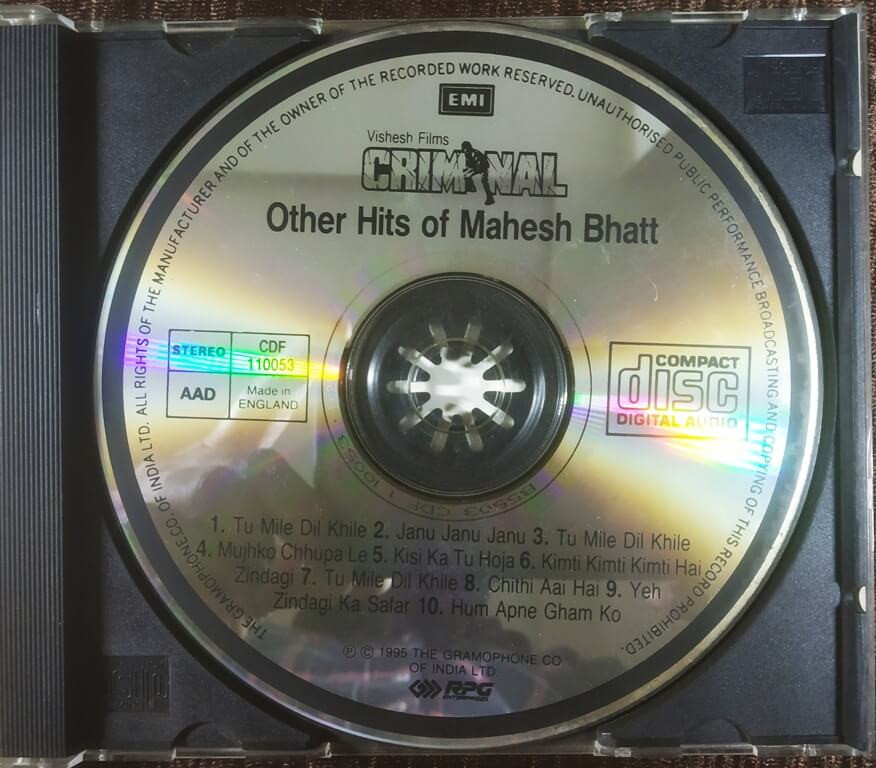 THE GRAMOPHONE CO. OF INDIA LTD. ALL RIGHTS OF THE MANUFACTURER AND OF THE OWNER OF THE RECORDED WORK RESERVED. UNAUTHORISED PUBLIC PERFORMANCE BROADCASTING AND COPYING OF THIS RECORD PROHIBITED.
EMI
Vishesh Films
CRIMINAL
Other Hits of Mahesh Bhatt
STEREO
CDF
110053
AAD
Made in
ENGLAND
COMPACT
disc
DIGITAL AUDIO
1. Tu Mile Dil Khile 2. Janu Janu Janu 3. Tu Mile Dil Khile
4. Mujhko Chhupa Le 5. Kisi Ka Tu Hoja 6. Kimti Kimti Kimti Hai
Zindagi 7. Tu Mile Dil Khile 8. Chithi Aai Hai 9. Yeh
Zindagi Ka Safar 10. Hum Apne Gham Ko
℗ © 1995 THE GRAMOPHONE CO
OF INDIA LTD
RPG
ENTERPRISES